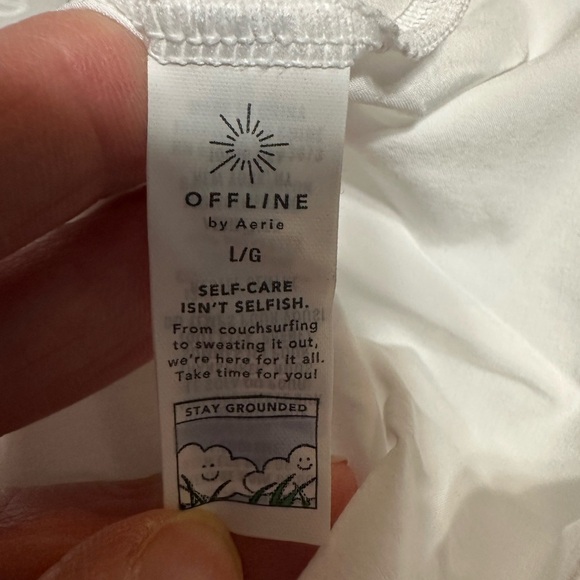 OFFLINE
by Aerie
L/G
SELF-CARE
ISN'T SELFISH.
From couchsurfing
to sweating it out,
we're here for it all.
Take time for you!
STAY GROUNDED